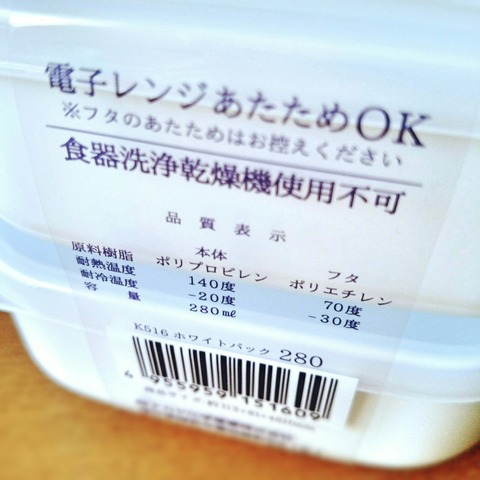 電子レンジあたためOK
※フタのあたためはお控えください
食器洗浄乾燥機使用不可
品質表示
本体 フタ
原料樹脂 ポリプロピレン ポリエチレン
耐熱温度 140度 70度
耐冷温度 -20度 -30度
容量 280mℓ
K516 ホワイトパック 280
4 955959 151609